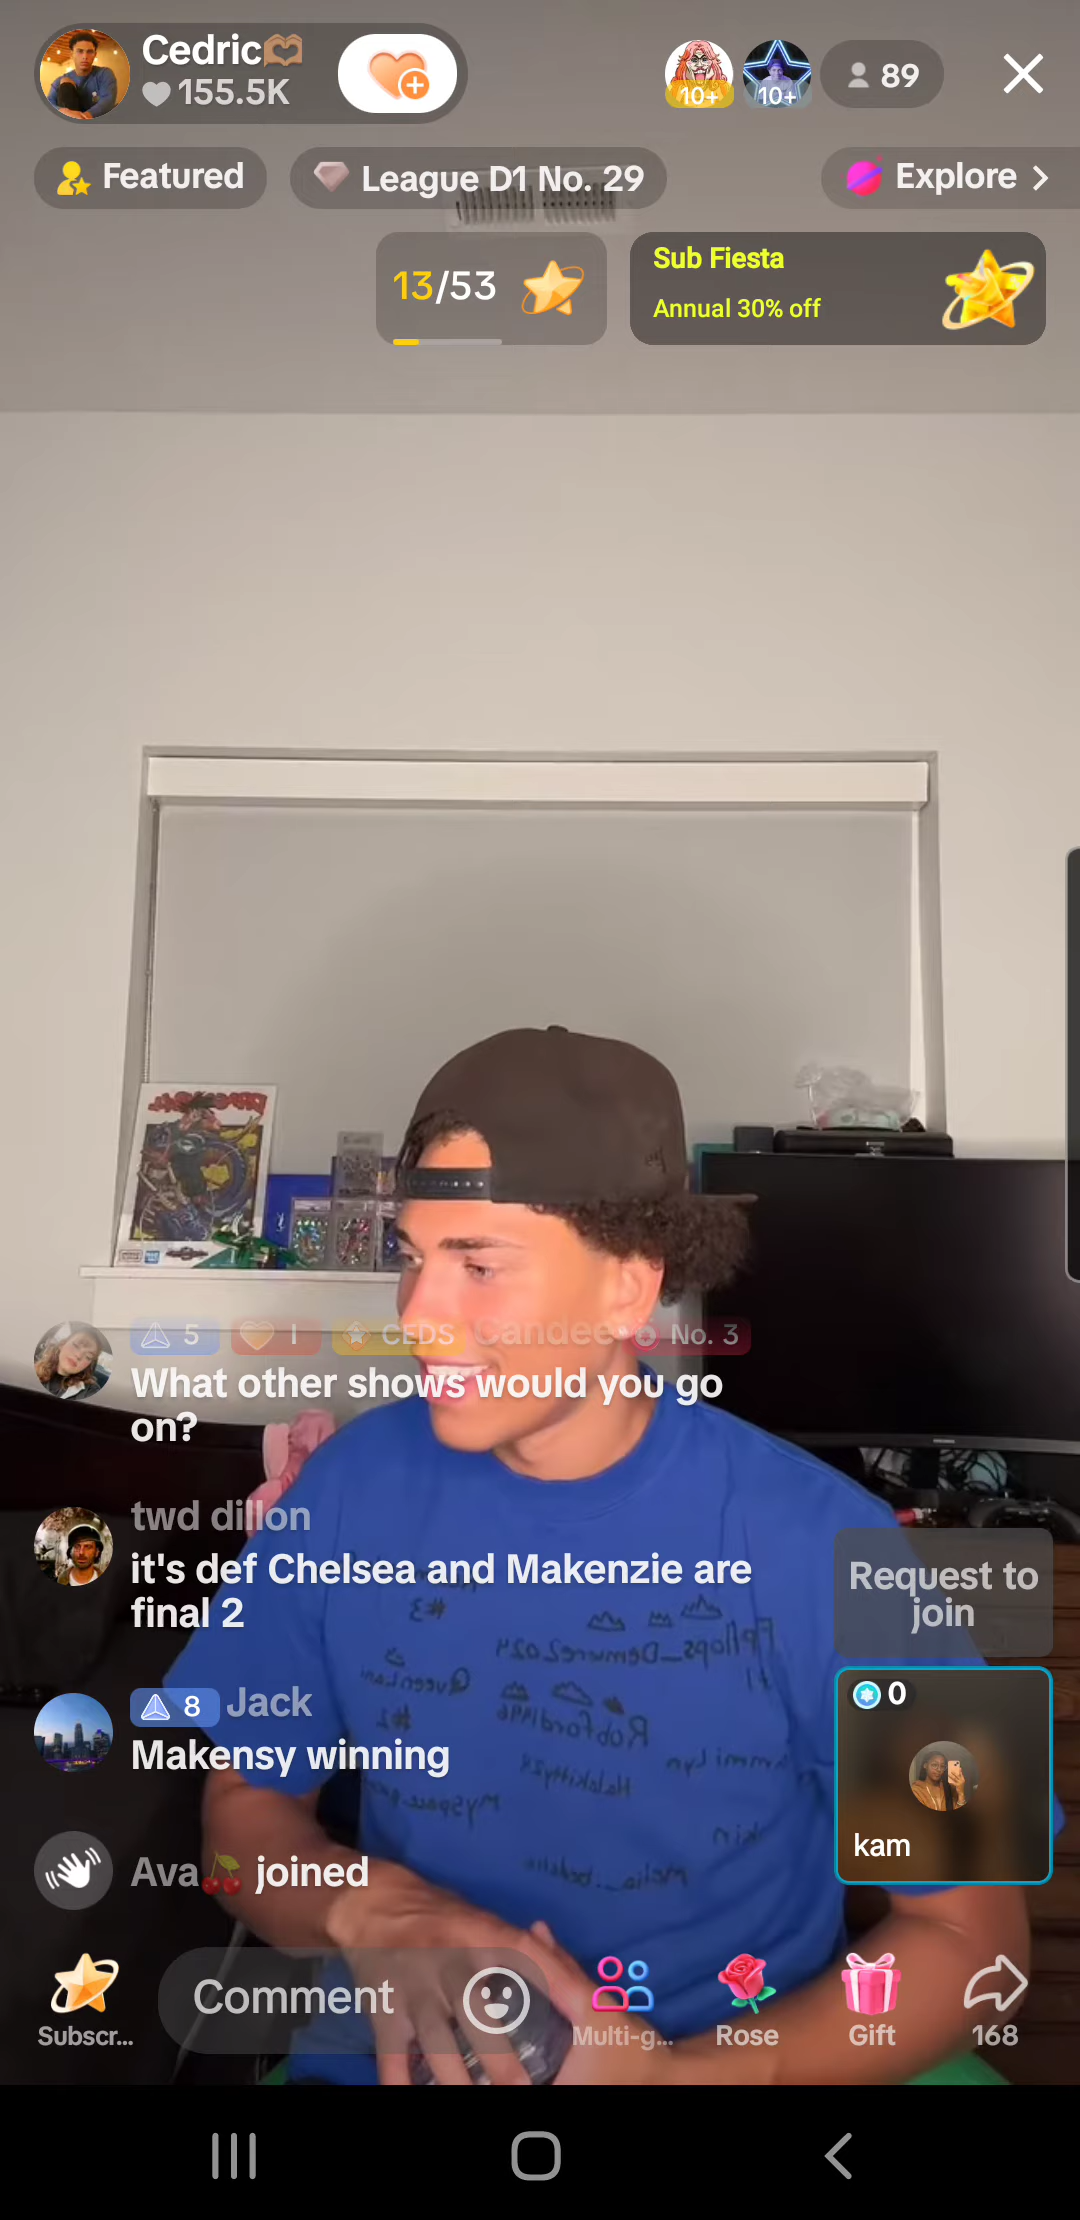 Cedric
155.5K
10+
10+
89
Featured
League D1 No. 29
Explore
13/53
Sub Fiesta
Annual 30% off
5
I
CEDS
Candee
No. 3
What other shows would you go
on?
twd dillon
it's def Chelsea and Makenzie are
final 2
8
Jack
Makensy winning
Ava joined
Request to
join
0
kam
Subscr...
Comment
Multi-g...
Rose
Gift
168